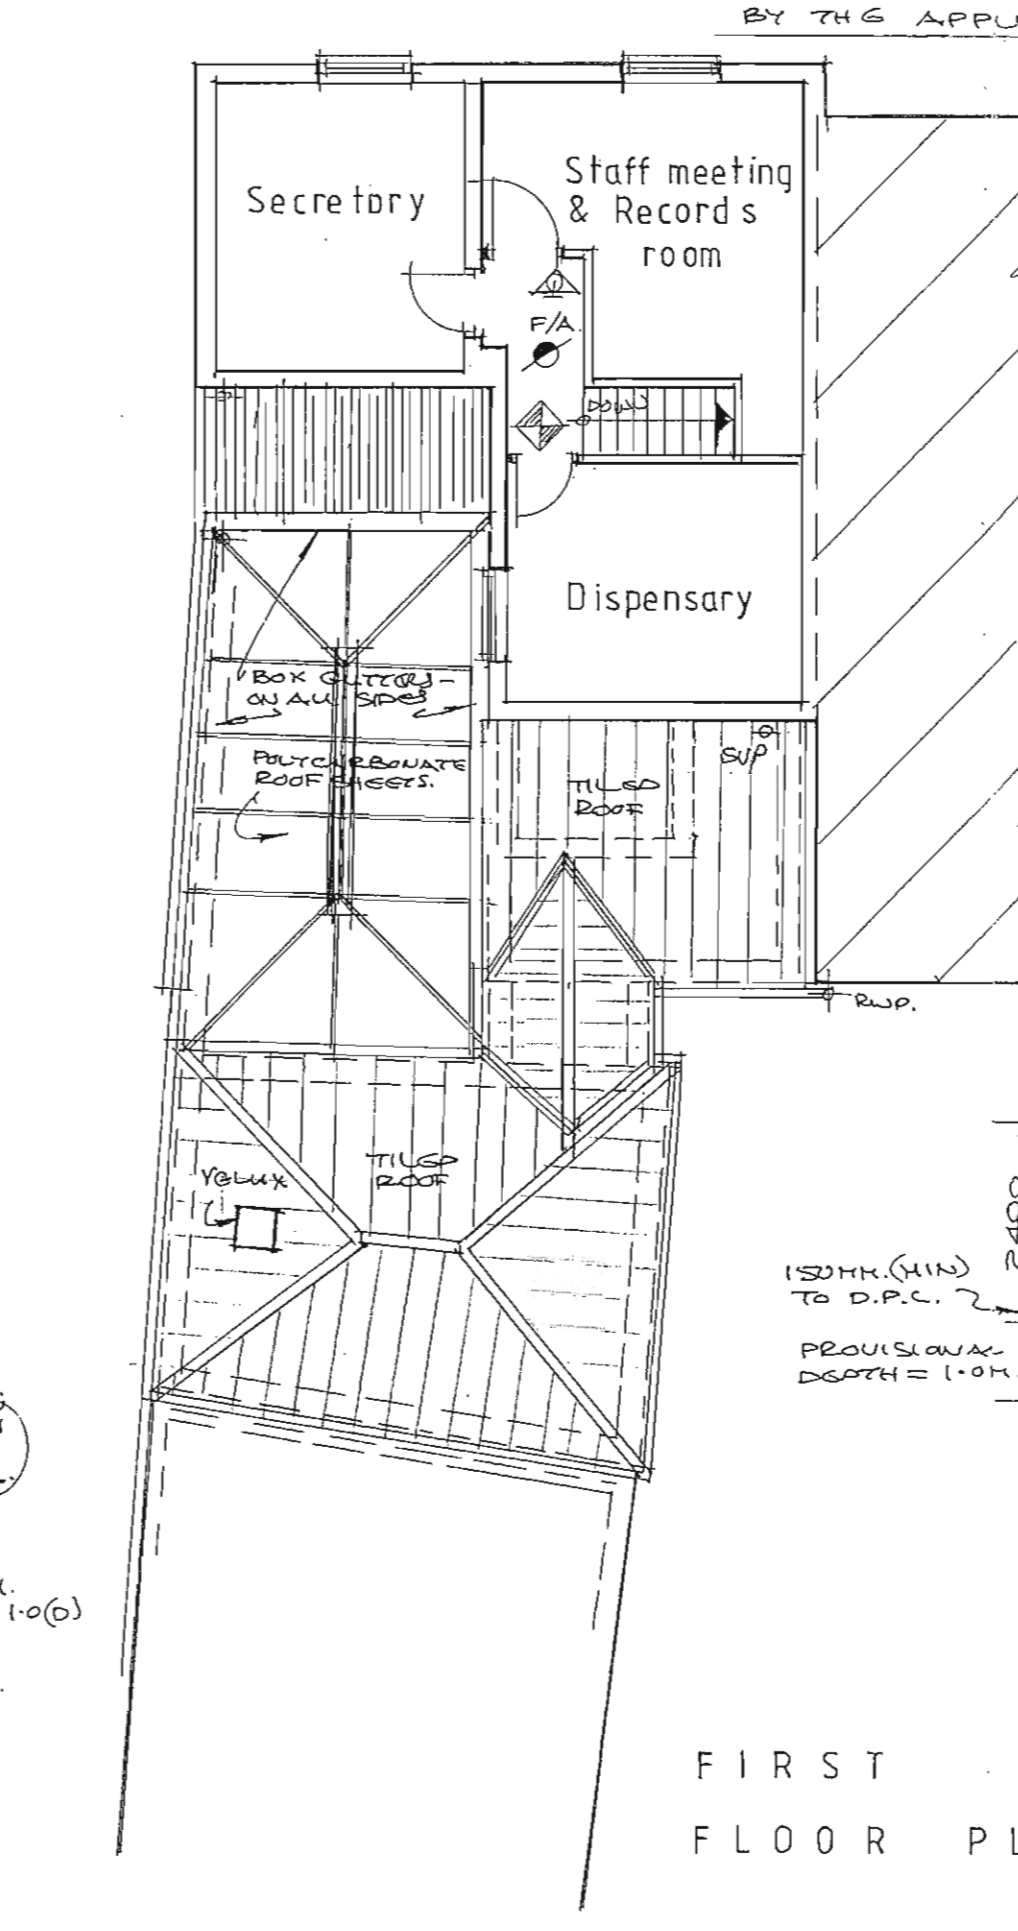 BY THE APPL
Secretary
Staff meeting
& Records
room
F/A
DOWN
Dispensary
BOX GUTTERS -
ON ALL SIDES
POLYCARBONATE
ROOF SHEETS.
TILED
ROOF
SVP
RWP.
TILED
ROOF
VELUX
150MM.(MIN)
TO D.P.C.
PROVISIONAL
DEPTH = 1.0M.
1.0(D)
FIRST
FLOOR PL